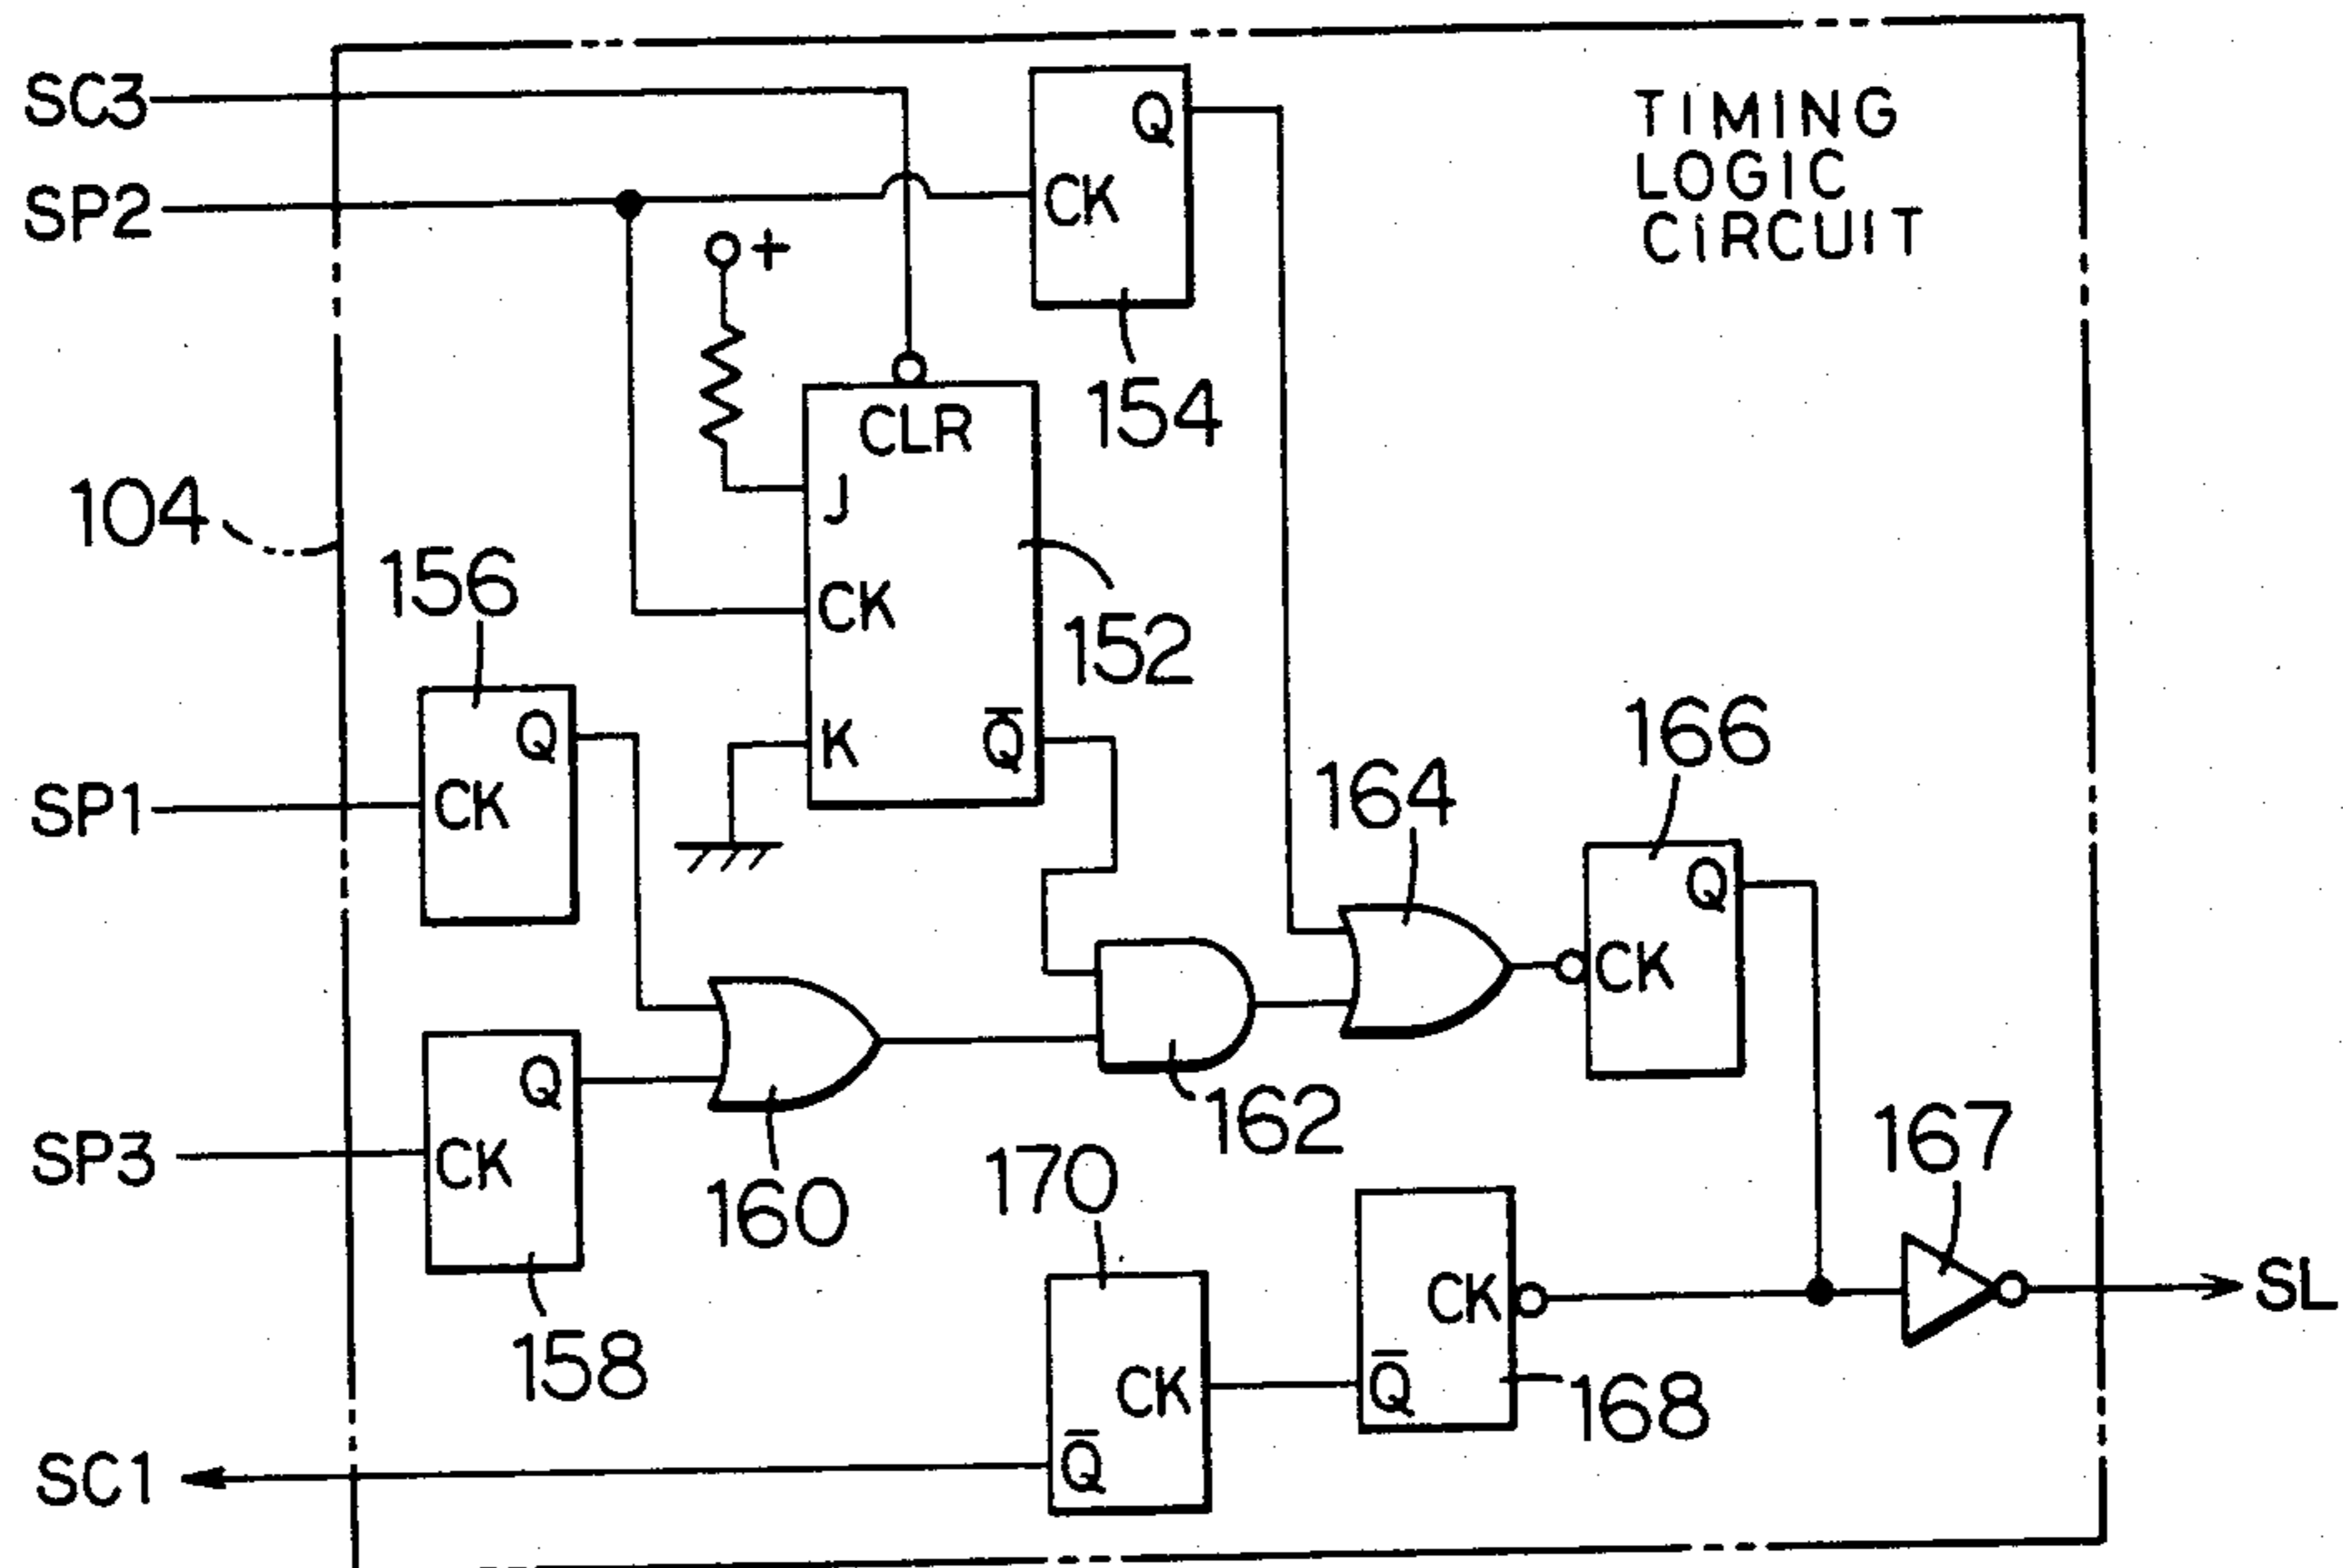 SC3
SP2
TIMING
LOGIC
CIRCUIT
Q
CK
154
+
CLR
J
CK
K
Q̅
152
104
156
Q
CK
SP1
164
166
Q
CK
SP3
Q
CK
158
160
162
167
SL
170
CK
Q̅
168
CK
Q̅
SC1